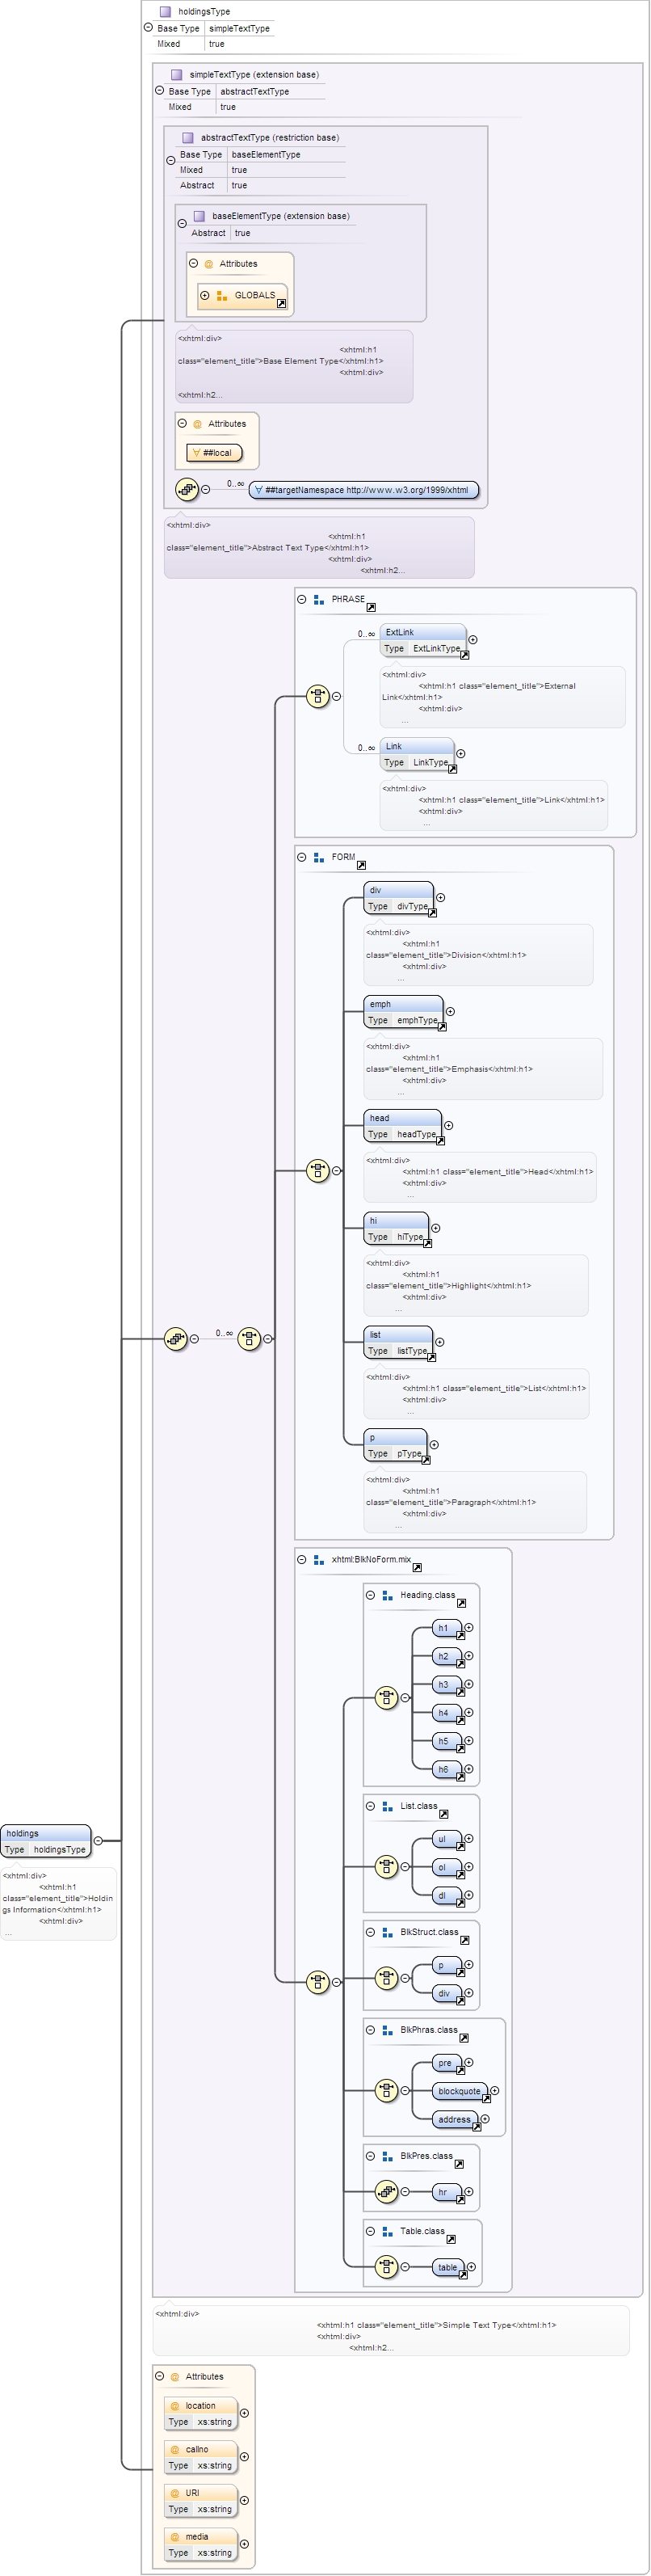 holdingsType
Base Type simpleTextType
Mixed true
simpleTextType (extension base)
Base Type abstractTextType
Mixed true
abstractTextType (restriction base)
Base Type baseElementType
Mixed true
Abstract true
baseElementType (extension base)
Abstract true
@ Attributes
GLOBALS
<xhtml:div>
<xhtml:h1
class="element_title">Base Element Type</xhtml:h1>
<xhtml:div>
<xhtml:h2...
@ Attributes
∀ ##local
0..∞
∀ ##targetNamespace http://www.w3.org/1999/xhtml
<xhtml:div>
<xhtml:h1
class="element_title">Abstract Text Type</xhtml:h1>
<xhtml:div>
<xhtml:h2...
PHRASE
0..∞
ExtLink
Type ExtLinkType
<xhtml:div>
<xhtml:h1 class="element_title">External
Link</xhtml:h1>
<xhtml:div>
...
0..∞
Link
Type LinkType
<xhtml:div>
<xhtml:h1 class="element_title">Link</xhtml:h1>
<xhtml:div>
...
FORM
div
Type divType
<xhtml:div>
<xhtml:h1
class="element_title">Division</xhtml:h1>
<xhtml:div>
...
emph
Type emphType
<xhtml:div>
<xhtml:h1
class="element_title">Emphasis</xhtml:h1>
<xhtml:div>
...
head
Type headType
<xhtml:div>
<xhtml:h1 class="element_title">Head</xhtml:h1>
<xhtml:div>
...
hi
Type hiType
<xhtml:div>
<xhtml:h1
class="element_title">Highlight</xhtml:h1>
<xhtml:div>
...
0..∞
list
Type listType
<xhtml:div>
<xhtml:h1 class="element_title">List</xhtml:h1>
<xhtml:div>
...
p
Type pType
<xhtml:div>
<xhtml:h1
class="element_title">Paragraph</xhtml:h1>
<xhtml:div>
...
xhtml:BlkNoForm.mix
Heading.class
h1
h2
h3
h4
h5
h6
List.class
ul
ol
dl
holdings
Type holdingsType
<xhtml:div>
<xhtml:h1
class="element_title">Holdin
gs Information</xhtml:h1>
<xhtml:div>
...
BlkStruct.class
p
div
BlkPhras.class
pre
blockquote
address
BlkPres.class
hr
Table.class
table
<xhtml:div>
<xhtml:h1 class="element_title">Simple Text Type</xhtml:h1>
<xhtml:div>
<xhtml:h2...
@ Attributes
@ location
Type xs:string
@ callno
Type xs:string
@ URI
Type xs:string
@ media
Type xs:string